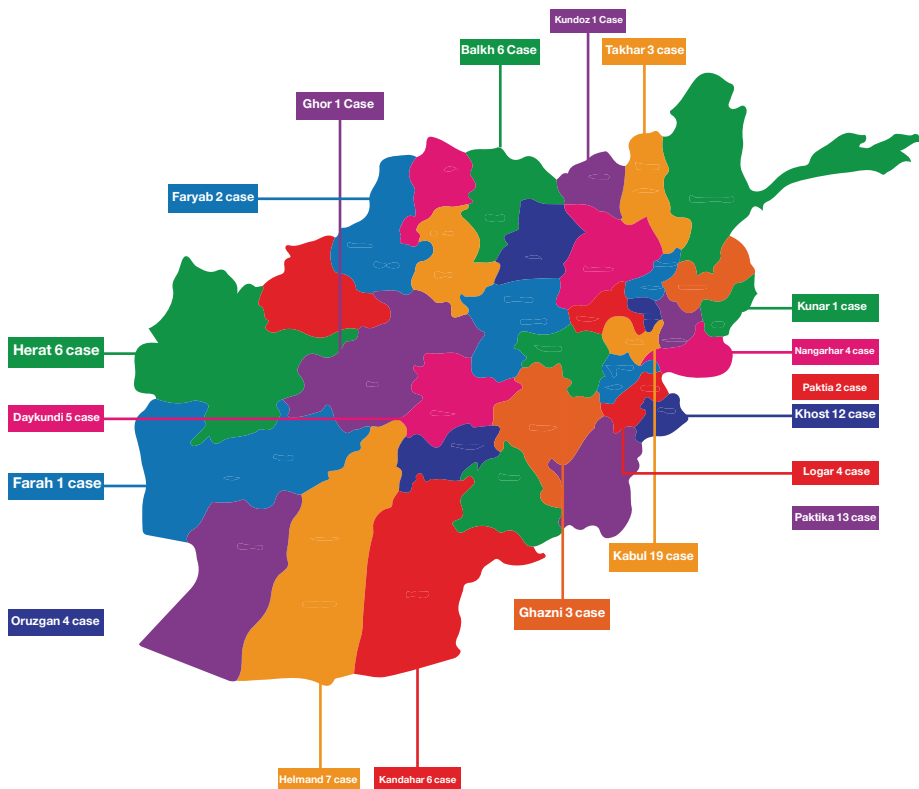 Kundoz 1 Case
Balkh 6 Case
Takhar 3 case
Ghor 1 Case
Faryab 2 case
Kunar 1 case
Herat 6 case
Nangarhar 4 case
Paktia 2 case
Daykundi 5 case
Khost 12 case
Logar 4 case
Farah 1 case
Paktika 13 case
Kabul 19 case
Ghazni 3 case
Oruzgan 4 case
Helmand 7 case
Kandahar 6 case